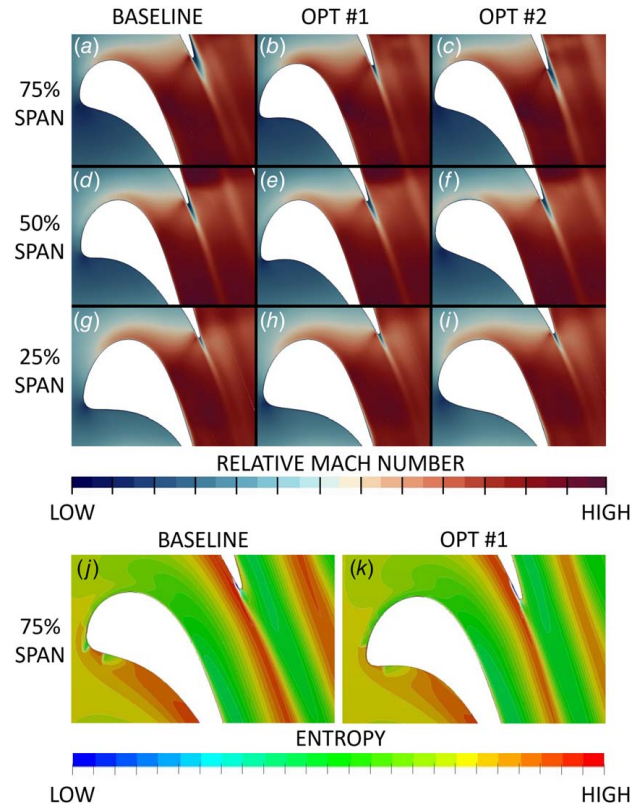 BASELINE OPT #1 OPT #2
75% SPAN
(a) (b) (c)
50% SPAN
(d) (e) (f)
25% SPAN
(g) (h) (i)
RELATIVE MACH NUMBER
LOW HIGH
BASELINE OPT #1
75% SPAN
(j) (k)
ENTROPY
LOW HIGH